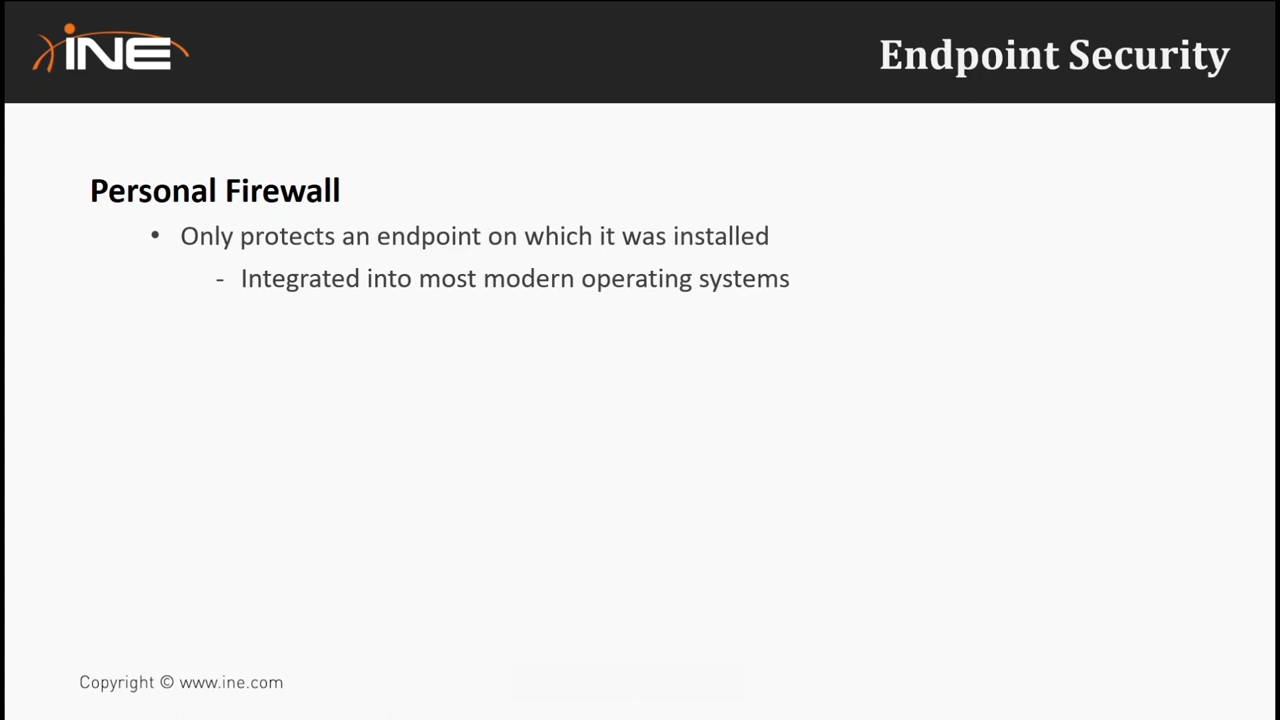 iNE
Endpoint Security
Personal Firewall
• Only protects an endpoint on which it was installed
- Integrated into most modern operating systems
Copyright © www.ine.com